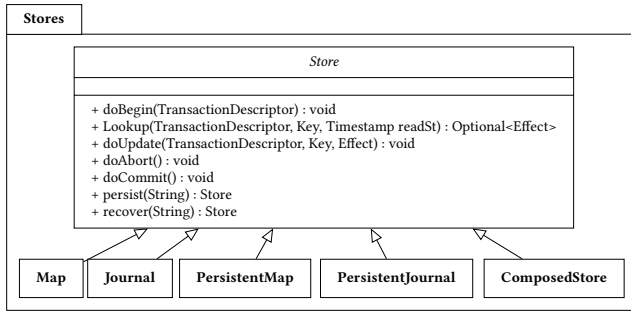 Stores
Store
+ doBegin(TransactionDescriptor) : void
+ Lookup(TransactionDescriptor, Key, Timestamp readSt) : Optional<Effect>
+ doUpdate(TransactionDescriptor, Key, Effect) : void
+ doAbort() : void
+ doCommit() : void
+ persist(String) : Store
+ recover(String) : Store
Map Journal PersistentMap PersistentJournal ComposedStore